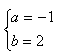 a = −1
b = 2